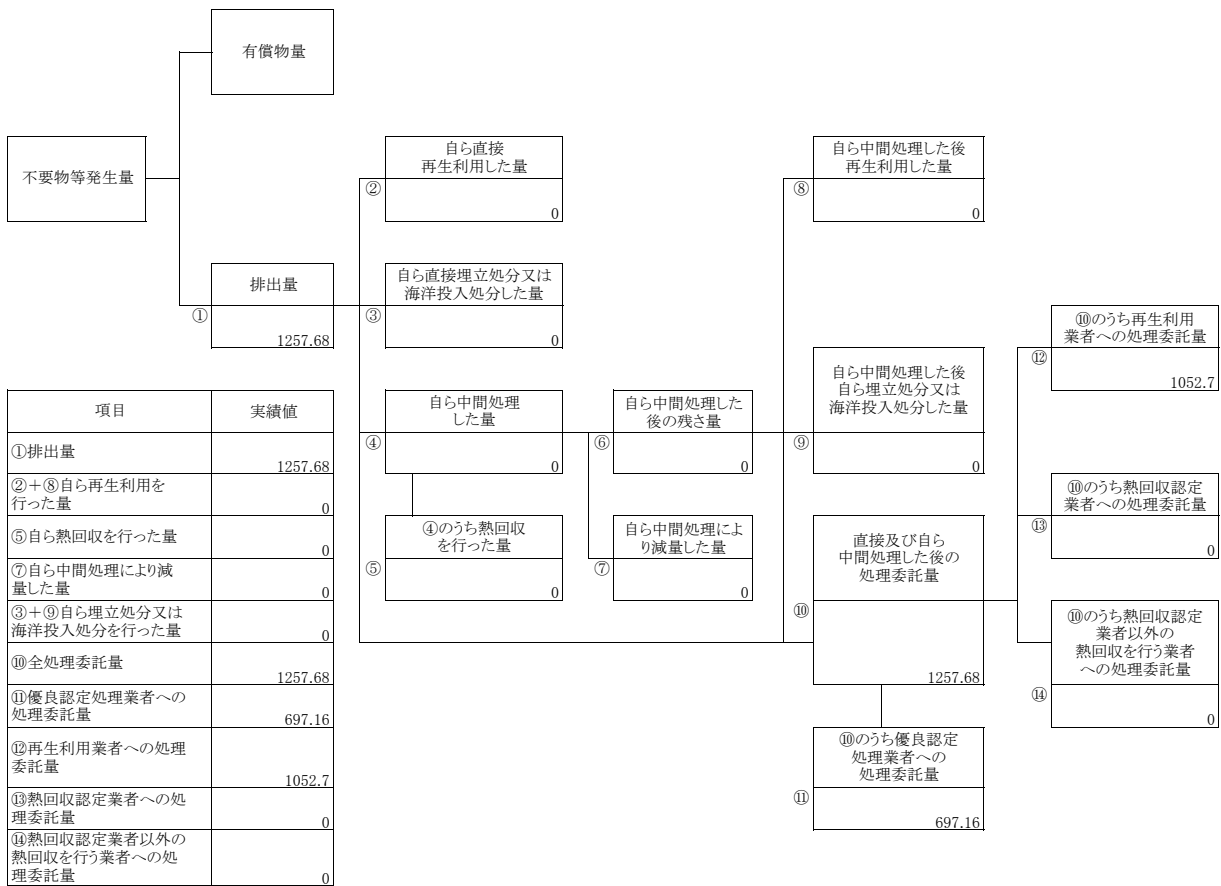 有償物量
不要物等発生量
自ら直接
再生利用した量
②
0
自ら中間処理した後
再生利用した量
⑧
0
排出量
①
1257.68
自ら直接埋立処分又は
海洋投入処分した量
③
0
⑩のうち再生利用
業者への処理委託量
⑫
1052.7
自ら中間処理
した量
④
0
自ら中間処理した
後の残さ量
⑥
0
自ら中間処理した後
自ら埋立処分又は
海洋投入処分した量
⑨
0
⑩のうち熱回収認定
業者への処理委託量
⑬
0
④のうち熱回収
を行った量
⑤
0
自ら中間処理によ
り減量した量
⑦
0
直接及び自ら
中間処理した後の
処理委託量
⑩
1257.68
⑩のうち熱回収認定
業者以外の
熱回収を行う業者
への処理委託量
⑭
0
⑩のうち優良認定
処理業者への
処理委託量
⑪
697.16
項目 実績値
①排出量
1257.68
②+⑧自ら再生利用を
行った量
0
⑤自ら熱回収を行った量
0
⑦自ら中間処理により減
量した量
0
③+⑨自ら埋立処分又は
海洋投入処分を行った量
0
⑩全処理委託量
1257.68
⑪優良認定処理業者への
処理委託量
697.16
⑫再生利用業者への処理
委託量
1052.7
⑬熱回収認定業者への処
理委託量
0
⑭熱回収認定業者以外の
熱回収を行う業者への処
理委託量
0